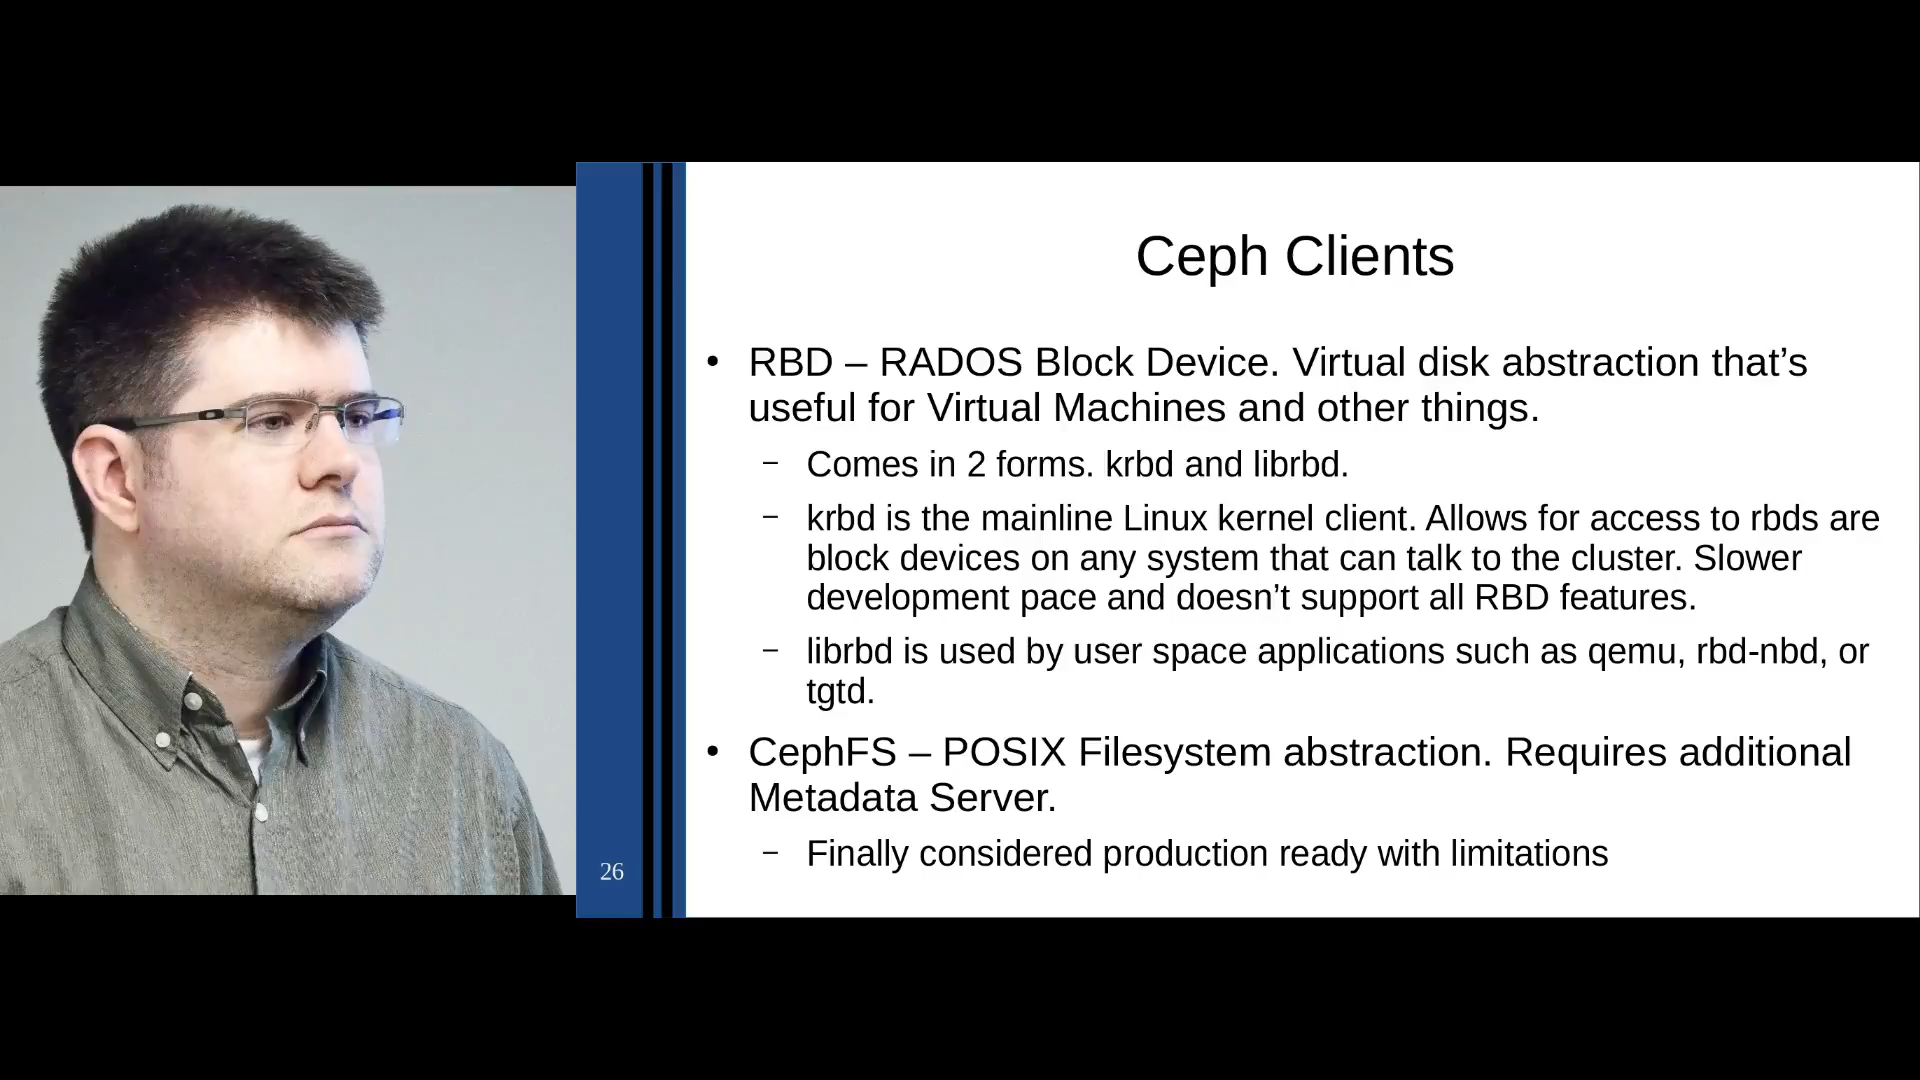 Ceph Clients
• RBD – RADOS Block Device. Virtual disk abstraction that’s
useful for Virtual Machines and other things.
– Comes in 2 forms. krbd and librbd.
– krbd is the mainline Linux kernel client. Allows for access to rbds are
block devices on any system that can talk to the cluster. Slower
development pace and doesn’t support all RBD features.
– librbd is used by user space applications such as qemu, rbd-nbd, or
tgtd.
• CephFS – POSIX Filesystem abstraction. Requires additional
Metadata Server.
– Finally considered production ready with limitations
26